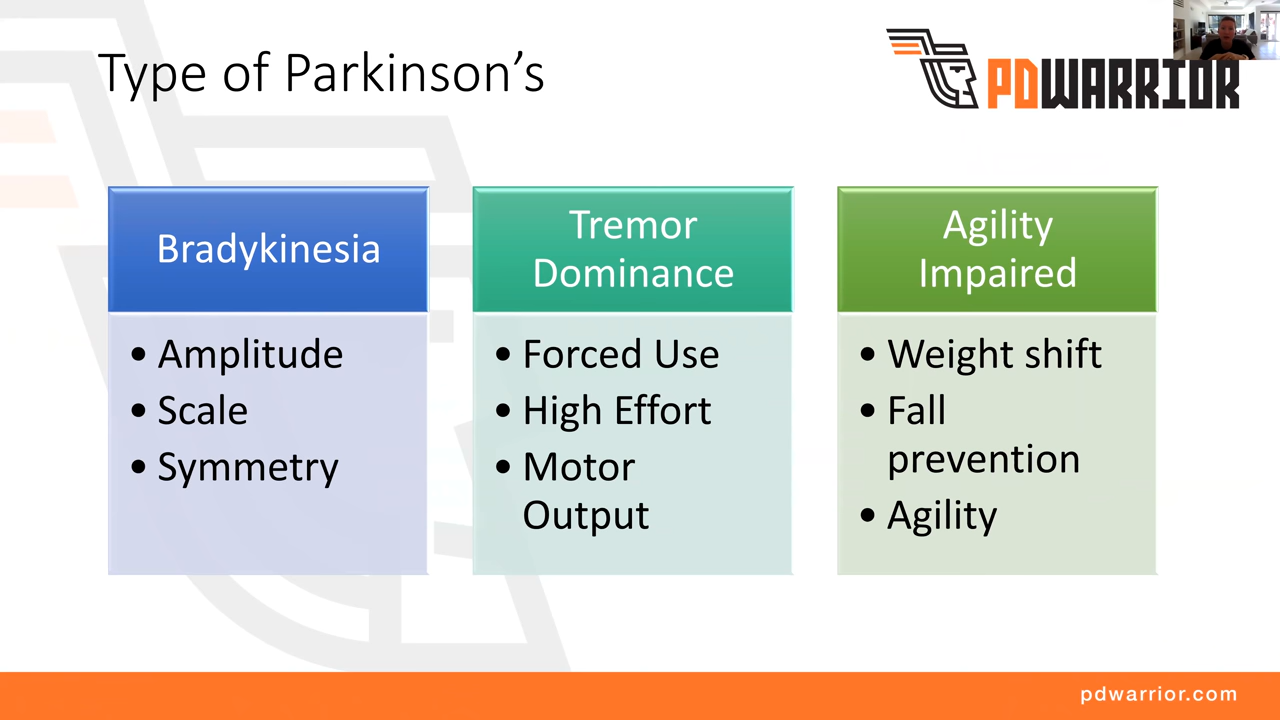 Type of Parkinson’s
PDWARRIOR
Bradykinesia
• Amplitude
• Scale
• Symmetry
Tremor
Dominance
• Forced Use
• High Effort
• Motor
Output
Agility
Impaired
• Weight shift
• Fall
prevention
• Agility
pdwarrior.com